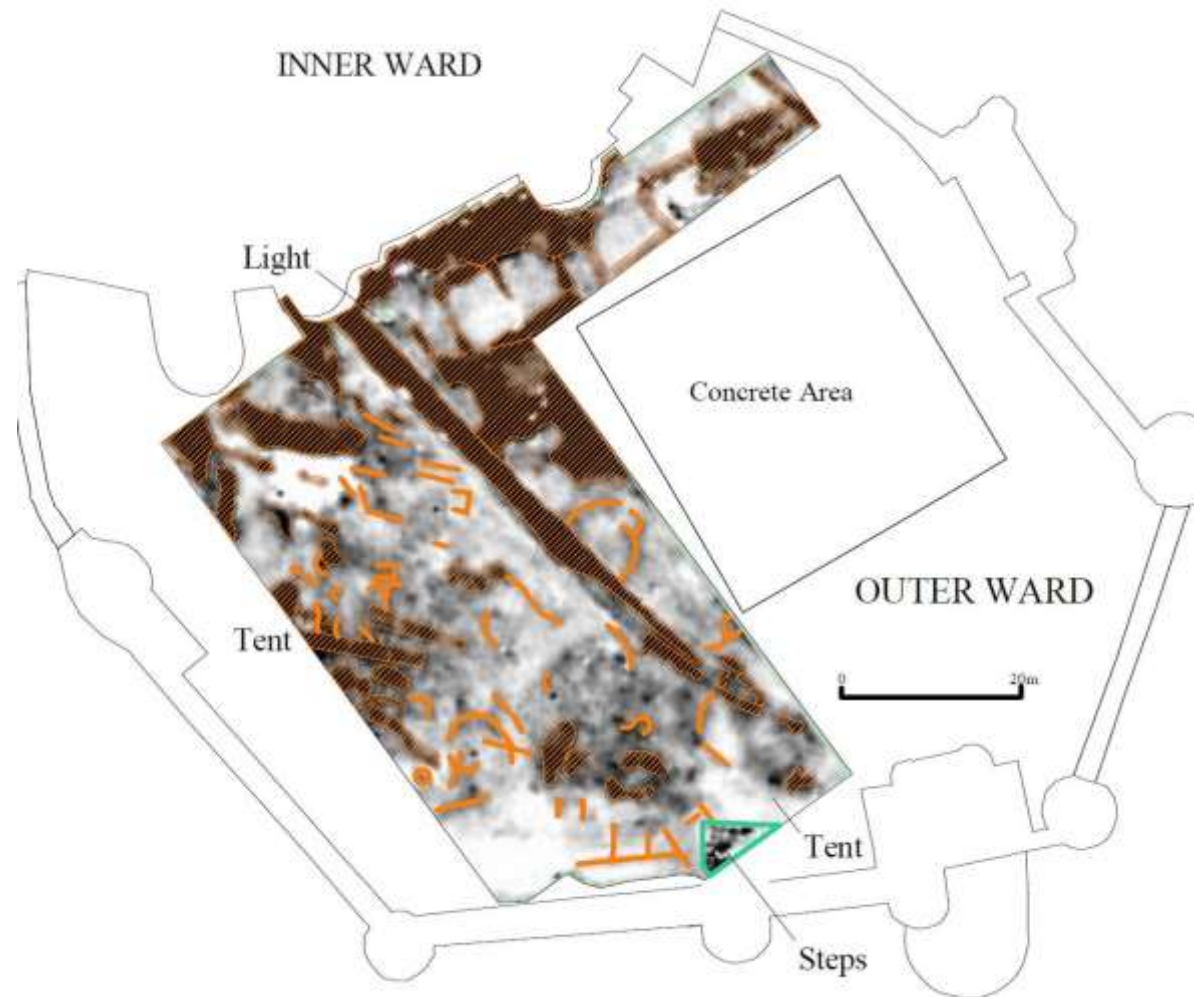 INNER WARD
Light
Concrete Area
OUTER WARD
Tent
0 20m
Tent
Steps